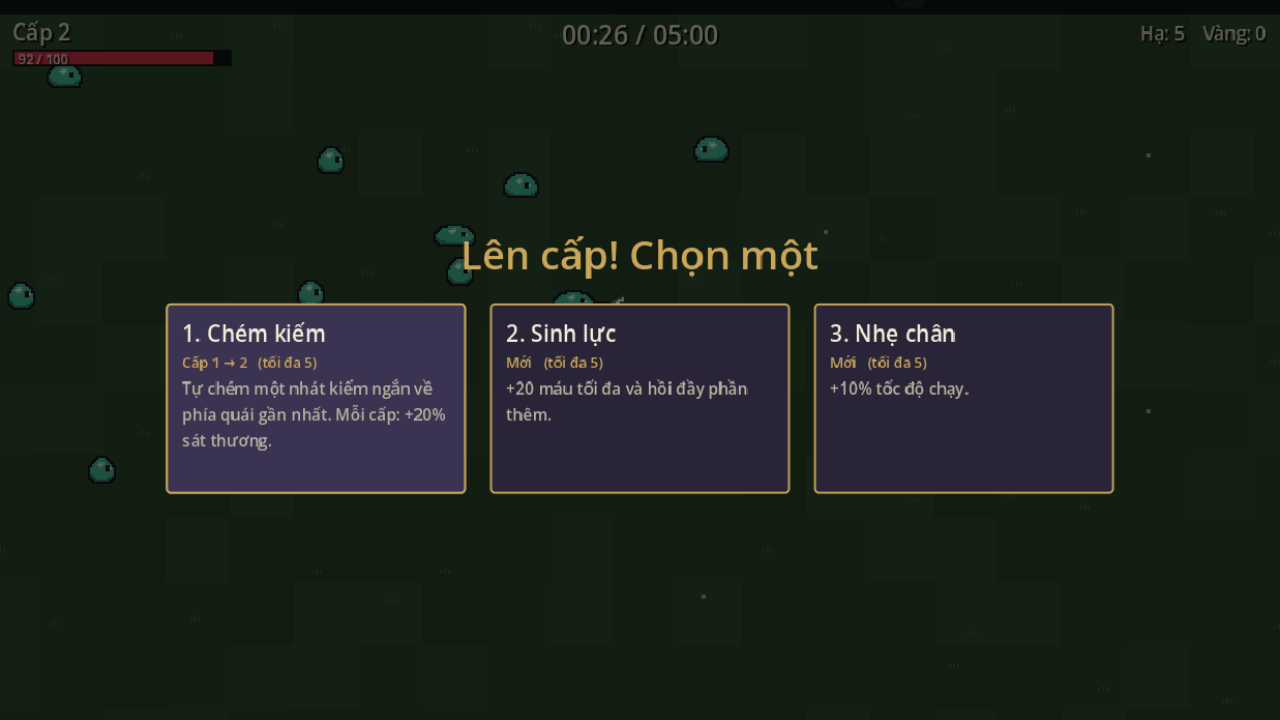 Cấp 2
00:26 / 05:00
Hạ: 5 Vàng: 0
92 / 100
Lên cấp! Chọn một
1. Chém kiếm
Cấp 1 → 2 (tối đa 5)
Tự chém một nhát kiếm ngắn về
phía quái gần nhất. Mỗi cấp: +20%
sát thương.
2. Sinh lực
Mới (tối đa 5)
+20 máu tối đa và hồi đầy phần
thêm.
3. Nhẹ chân
Mới (tối đa 5)
+10% tốc độ chạy.